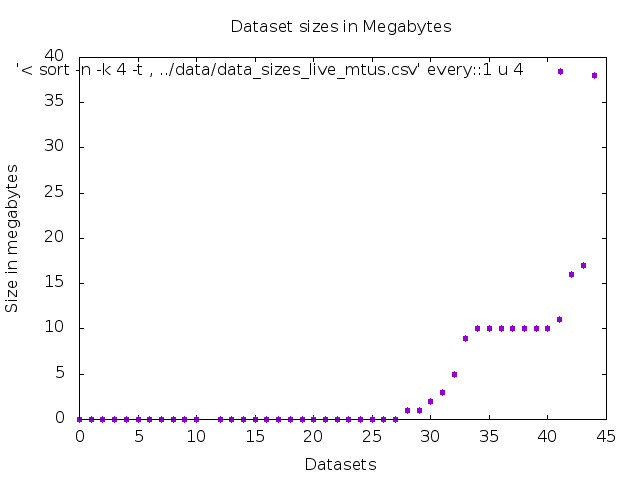 Dataset sizes in Megabytes
'< sort -n -k 4 -t , ../data/data_sizes_live_mtus.csv' every::1 u 4
40
35
30
25
20
15
10
5
0
Size in megabytes
0 5 10 15 20 25 30 35 40 45
Datasets